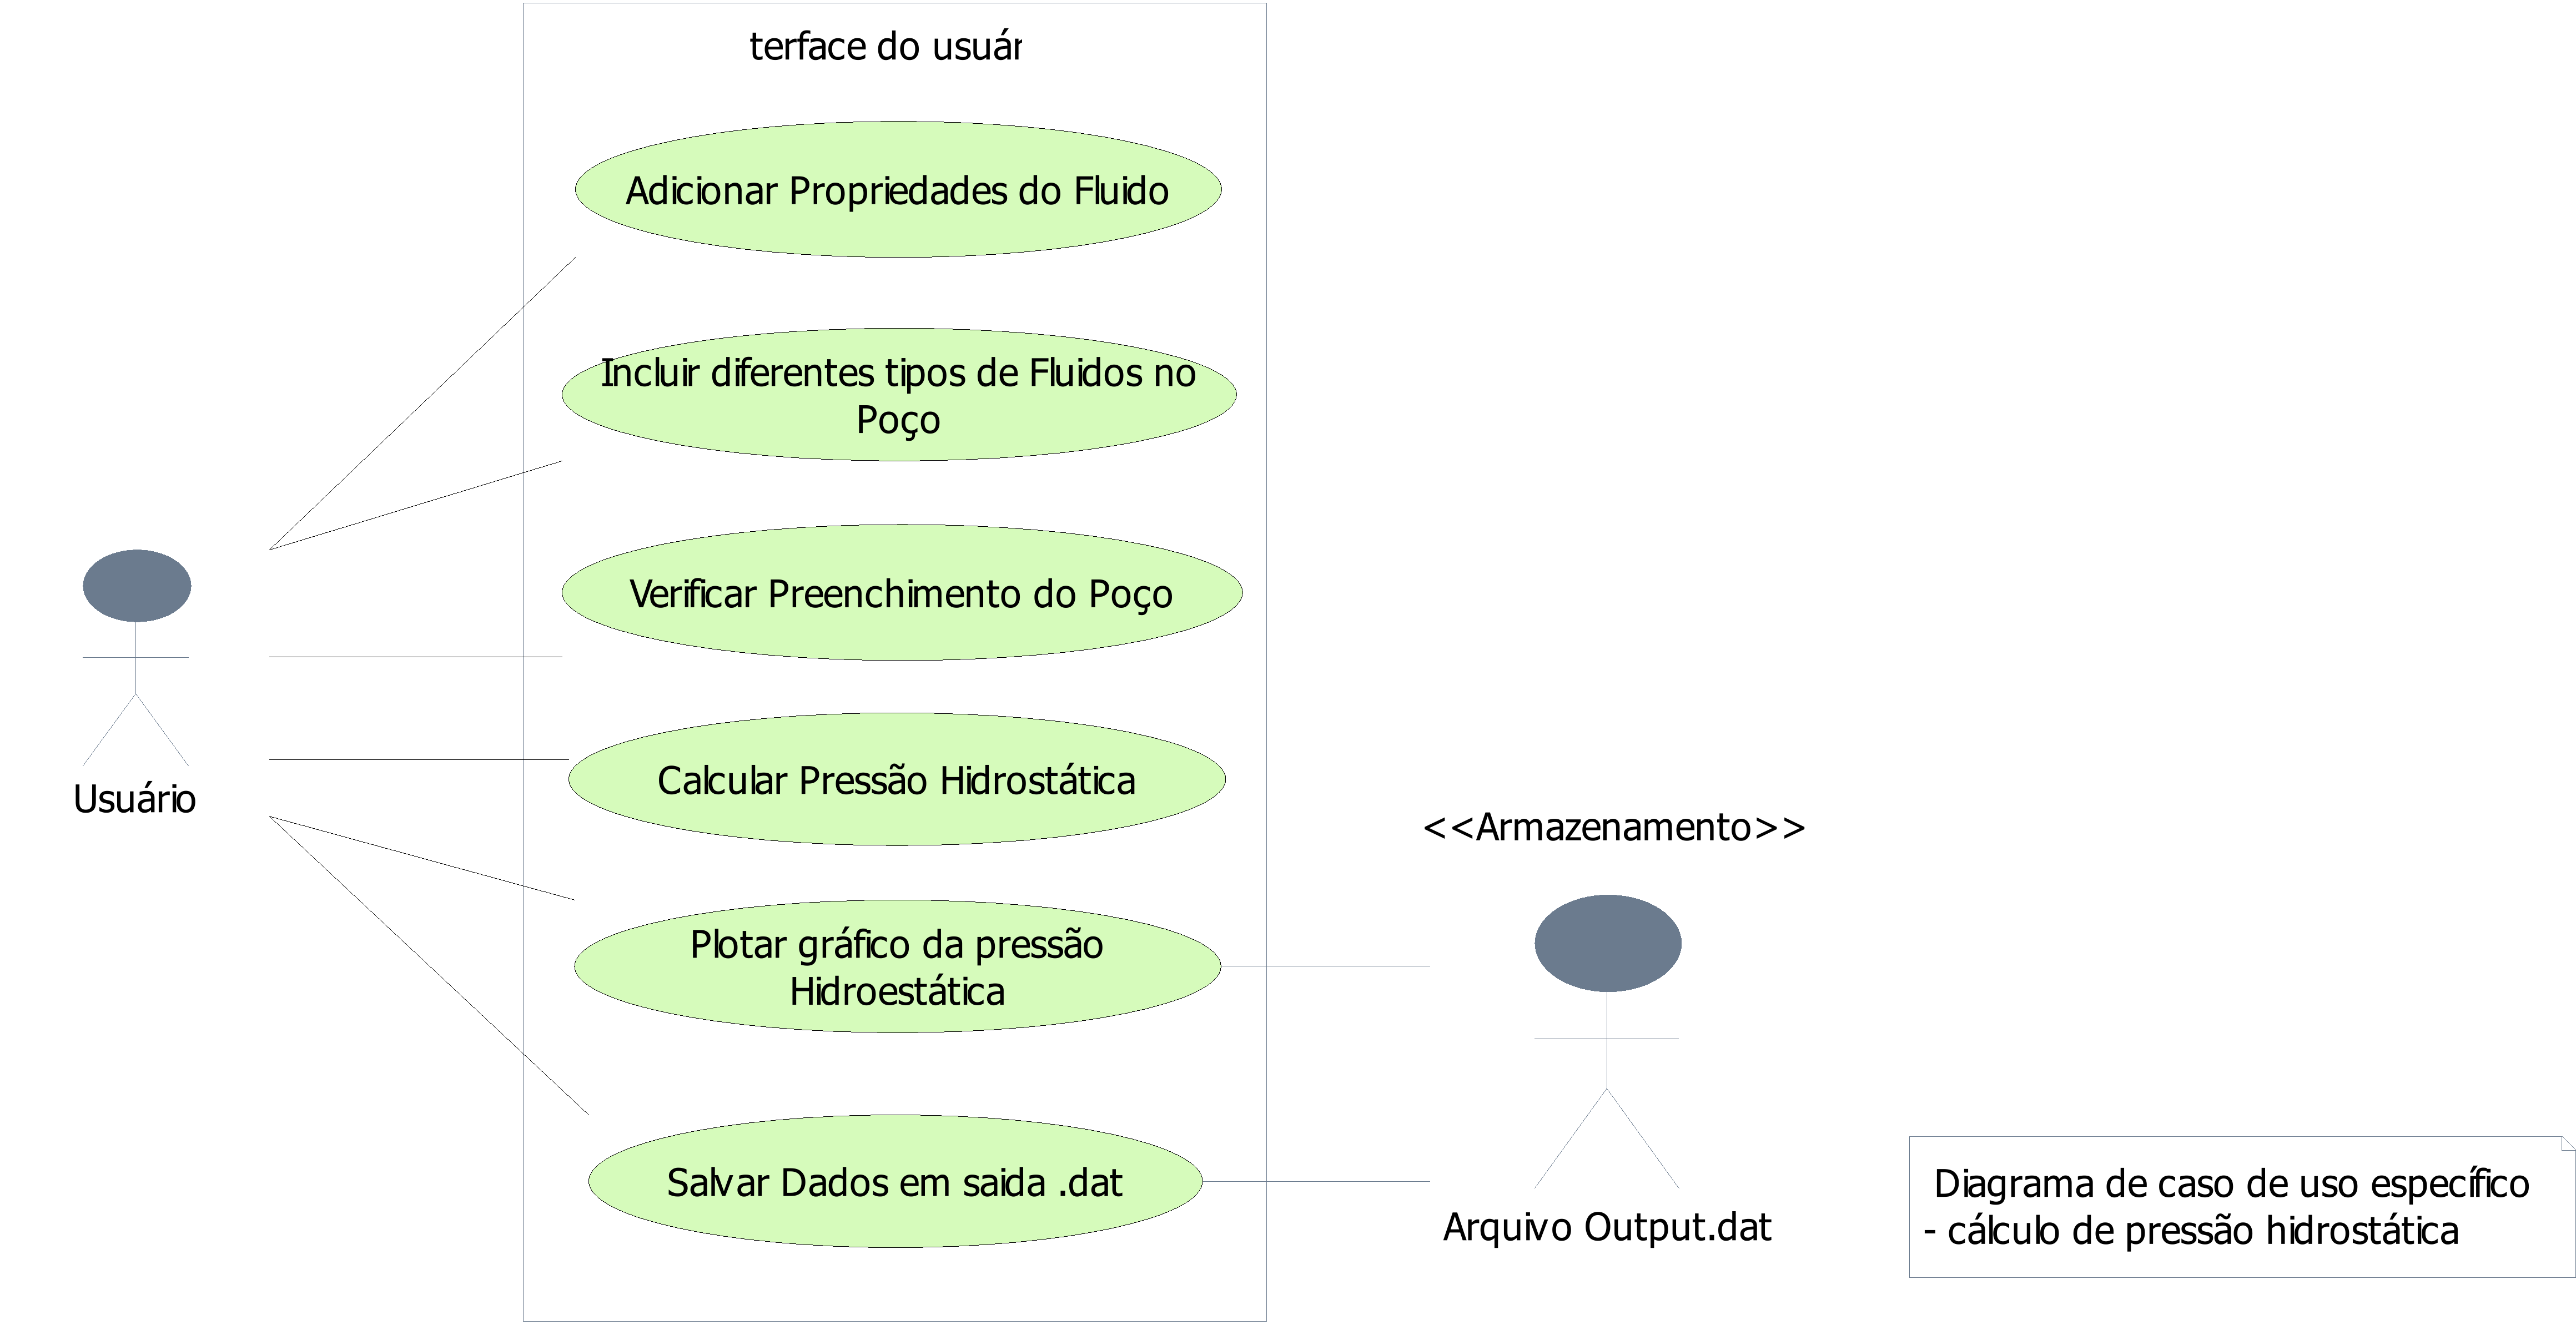 terface do usuár
Adicionar Propriedades do Fluido
Incluir diferentes tipos de Fluidos no
Poço
Verificar Preenchimento do Poço
Calcular Pressão Hidrostática
Usuário
<<Armazenamento>>
Plotar gráfico da pressão
Hidroestática
Salvar Dados em saida .dat
Arquivo Output.dat
Diagrama de caso de uso específico
- cálculo de pressão hidrostática